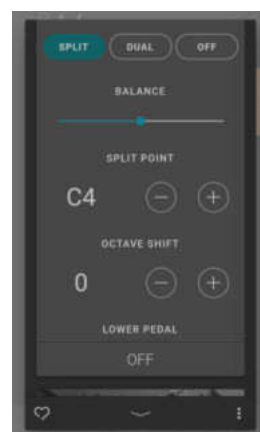 SPLIT DUAL OFF
BALANCE
SPLIT POINT
C4
OCTAVE SHIFT
0
LOWER PEDAL
OFF